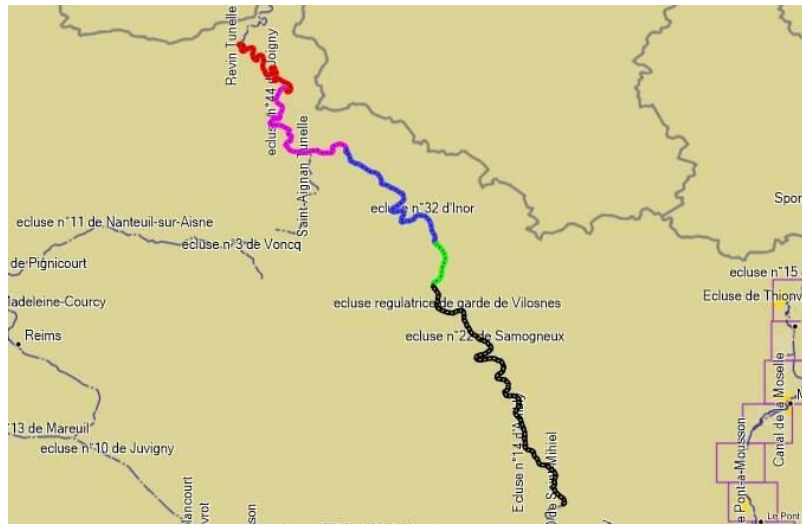 Revin Tunelle
ecluse n°44 de Joigny
Saint-Aignan Tunelle
ecluse n°32 d'Inor
ecluse n°11 de Nanteuil-sur-Aisne
ecluse n°3 de Voncq
de Pignicourt
Madeleine-Courcy
Reims
n°13 de Mareuil
ecluse n°10 de Juvigny
ecluse regulatrice de garde de Vilosnes
ecluse n°22 de Samogneux
Ecluse n°14 d'
de Saint-Mihiel
Spor
ecluse n°15
Ecluse de Thionv
Canal de la Moselle
M
Pont-a-Mousson
Le Pont